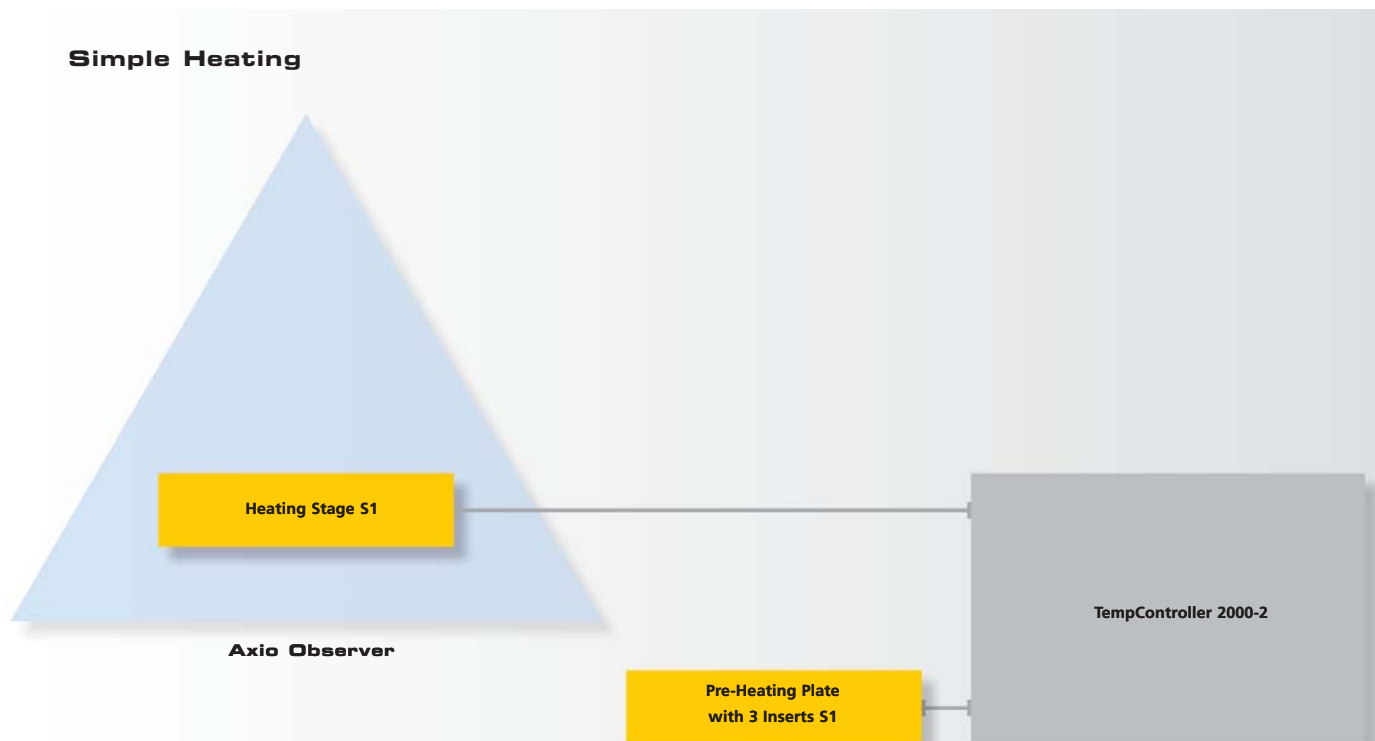 Simple Heating
Heating Stage S1
TempController 2000-2
Axio Observer
Pre-Heating Plate
with 3 Inserts S1